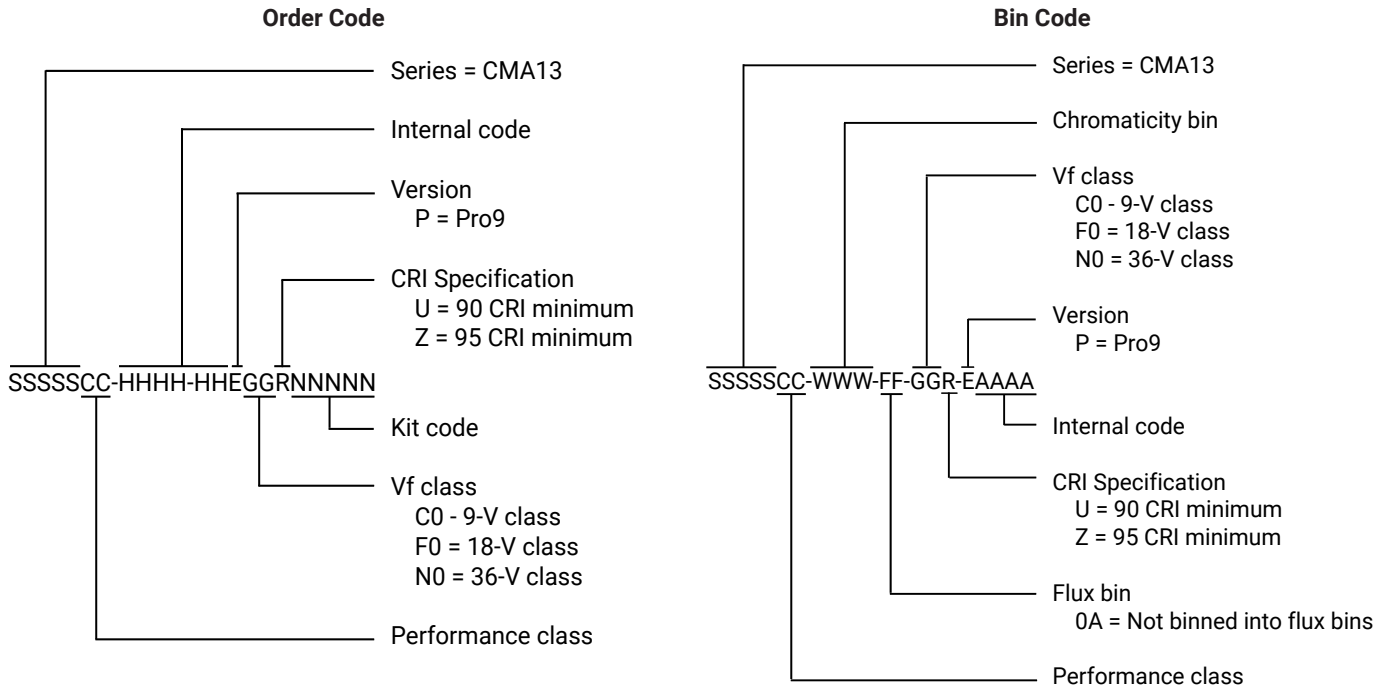 Order Code
Series = CMA13
Internal code
Version
P = Pro9
CRI Specification
U = 90 CRI minimum
Z = 95 CRI minimum
SSSSSCC-HHHH-HHEGGRNNNNN
Kit code
Vf class
C0 - 9-V class
F0 = 18-V class
N0 = 36-V class
Performance class
Bin Code
Series = CMA13
Chromaticity bin
Vf class
C0 - 9-V class
F0 = 18-V class
N0 = 36-V class
Version
P = Pro9
SSSSSCC-WWW-FF-GGR-EAAAA
Internal code
CRI Specification
U = 90 CRI minimum
Z = 95 CRI minimum
Flux bin
0A = Not binned into flux bins
Performance class